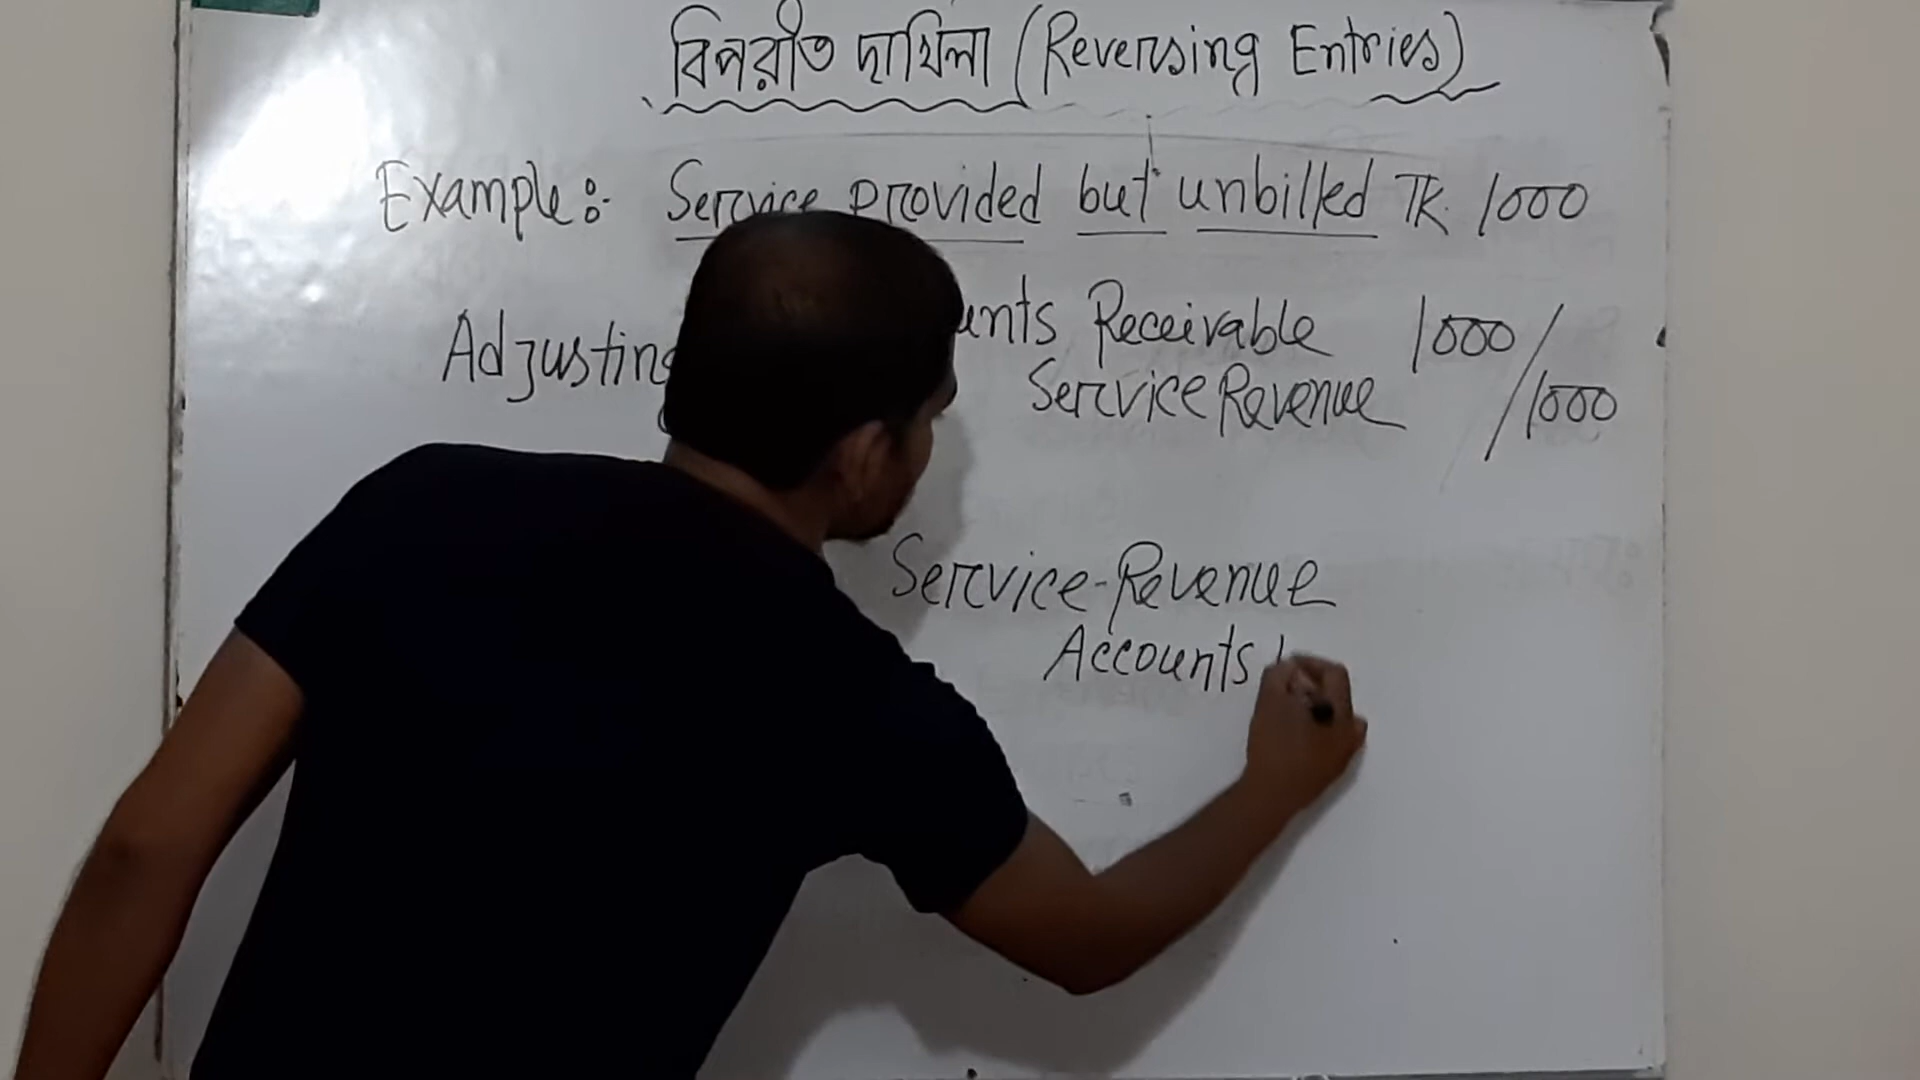 বিপরীত দাখিলা (Reversing Entries)
Example:- Service provided but unbilled TK. 1000
Adjusting Receivable 1000/
Service Revenue /1000
Service-Revenue
Accounts